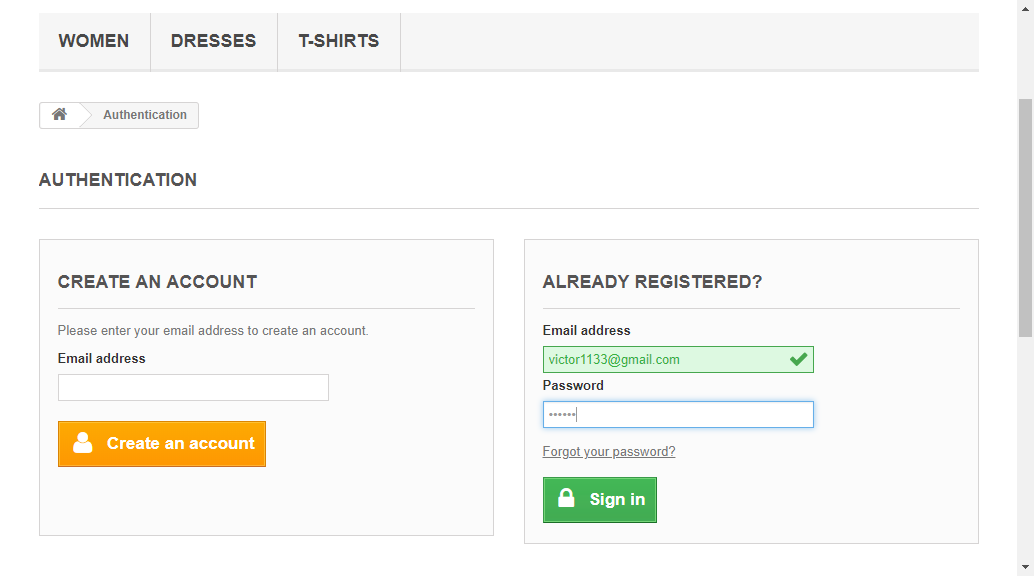 WOMEN DRESSES T-SHIRTS
Authentication
AUTHENTICATION
CREATE AN ACCOUNT
Please enter your email address to create an account.
Email address
Create an account
ALREADY REGISTERED?
Email address
victor1133@gmail.com
Password
••••••
Forgot your password?
Sign in